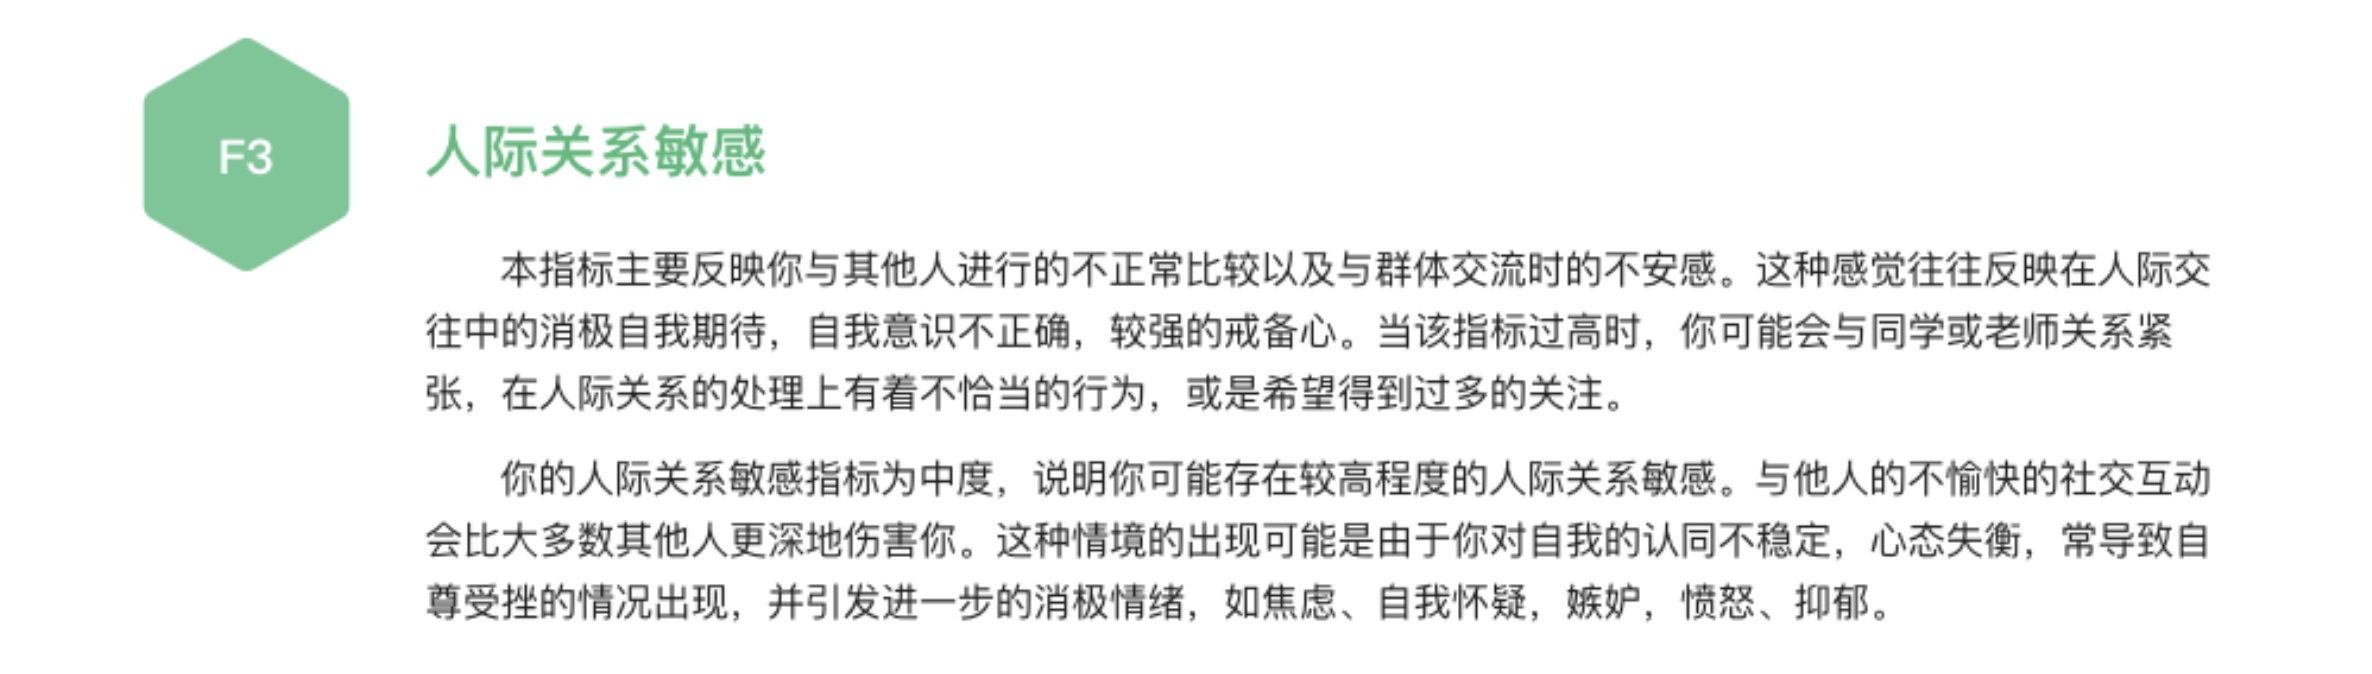 F3
人际关系敏感
本指标主要反映你与其他人进行的不正常比较以及与群体交流时的不安感。这种感觉往往反映在人际交
往中的消极自我期待，自我意识不正确，较强的戒备心。当该指标过高时，你可能会与同学或老师关系紧
张，在人际关系的处理上有着不恰当的行为，或是希望得到过多的关注。
你的人际关系敏感指标为中度，说明你可能存在较高程度的人际关系敏感。与他人的不愉快的社交互动
会比大多数其他人更深地伤害你。这种情境的出现可能是由于你对自我的认同不稳定，心态失衡，常导致自
尊受挫的情况出现，并引发进一步的消极情绪，如焦虑、自我怀疑，嫉妒，愤怒、抑郁。